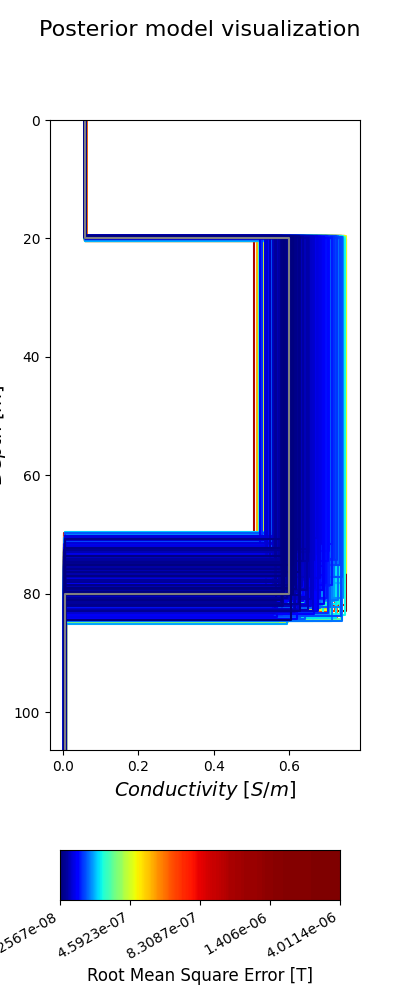 Posterior model visualization
0
20
40
60
80
100
0.0 0.2 0.4 0.6
Conductivity [S/m]
4.5923e-07 8.3087e-07 1.406e-06 4.0114e-06
Root Mean Square Error [T]